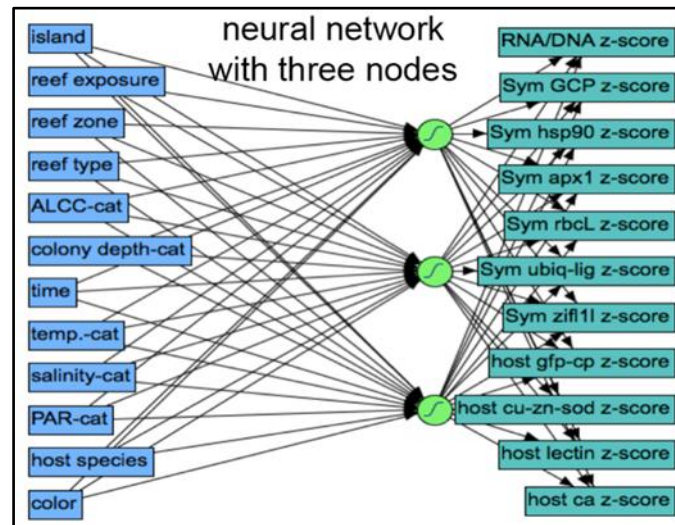 neural network
with three nodes
island
reef exposure
reef zone
reef type
ALCC-cat
colony depth-cat
time
temp.-cat
salinity-cat
PAR-cat
host species
color
RNA/DNA z-score
Sym GCP z-score
Sym hsp90 z-score
Sym apx1 z-score
Sym rbcL z-score
Sym ubiq-lig z-score
Sym zifl1l z-score
host gfp-cp z-score
host cu-zn-sod z-score
host lectin z-score
host ca z-score